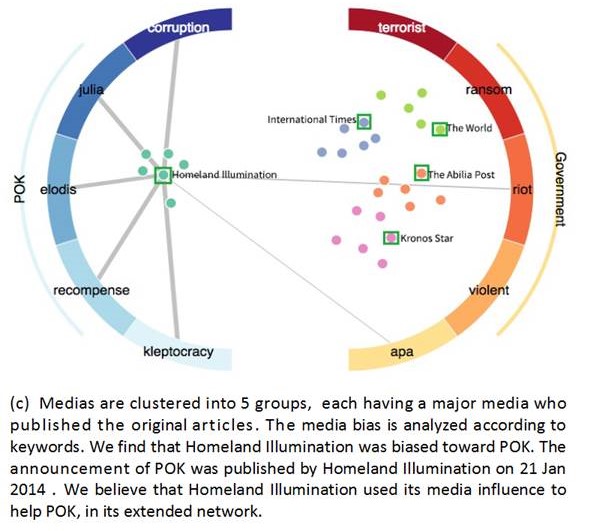 corruption
terrorist
julia
ransom
International Times
The World
POK
elodis
Homeland Illumination
The Abilia Post
riot
Government
Kronos Star
recompense
violent
kleptocracy
apa
(c) Medias are clustered into 5 groups, each having a major media who
published the original articles. The media bias is analyzed according to
keywords. We find that Homeland Illumination was biased toward POK. The
announcement of POK was published by Homeland Illumination on 21 Jan
2014 . We believe that Homeland Illumination used its media influence to
help POK, in its extended network.